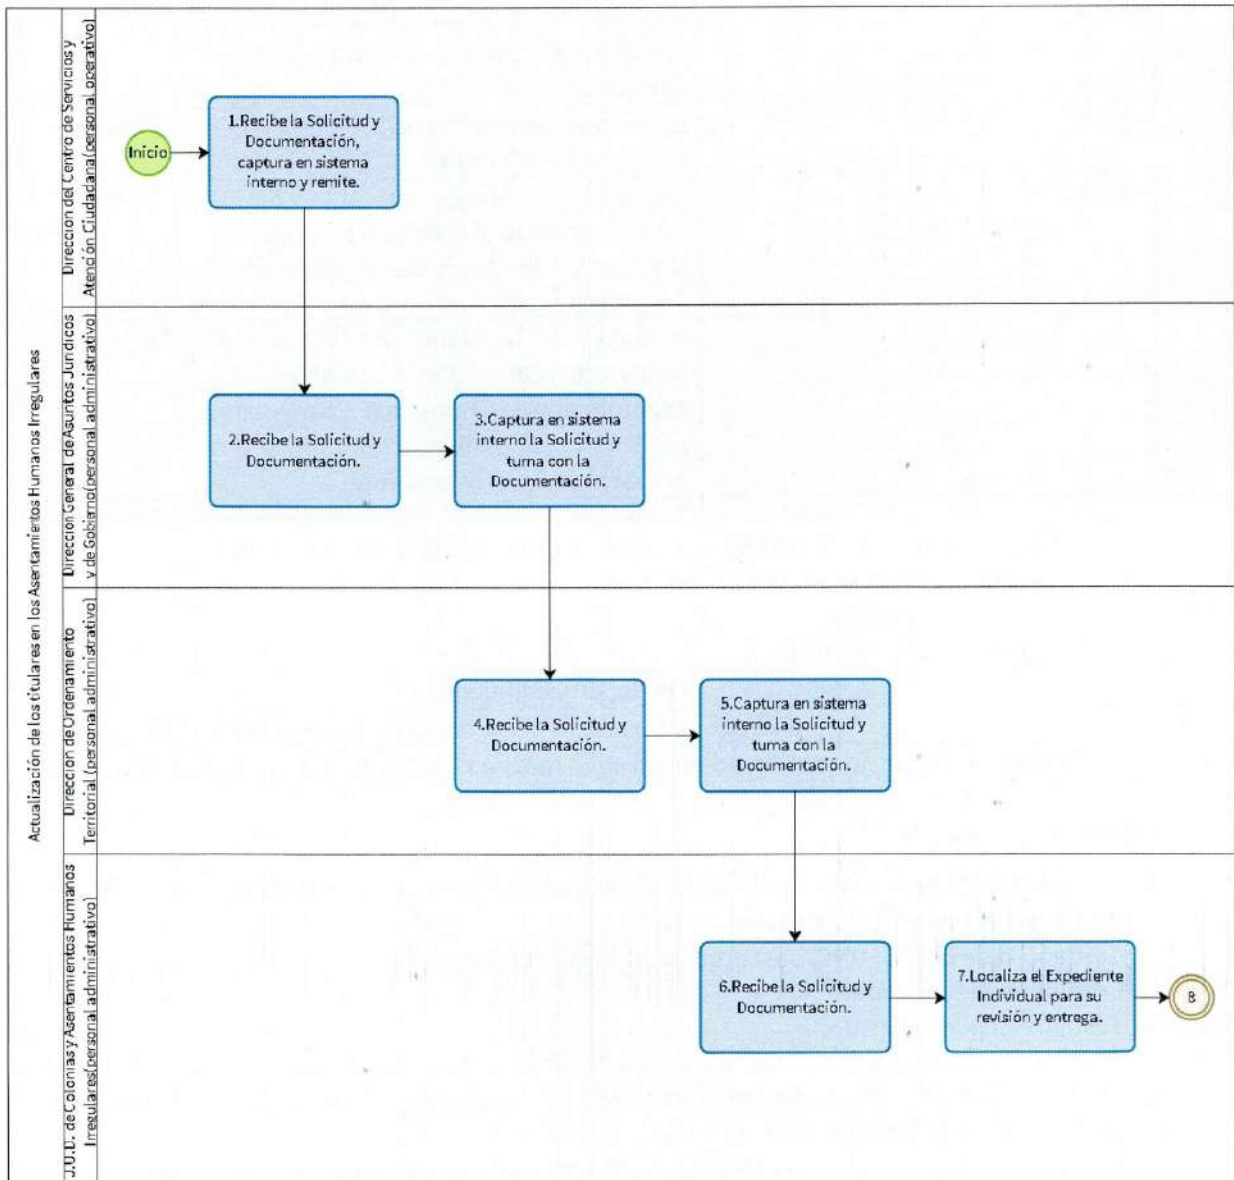 Actualización de los titulares en los Asentamientos Humanos Irregulares
Dirección del Centro de Servicios y
Atención Ciudadana(personal operativo)
Inicio
1.Recibe la Solicitud y
Documentación,
captura en sistema
interno y remite.
Dirección General de Asuntos Jurídicos
y de Gobierno(personal administrativo)
2.Recibe la Solicitud y
Documentación.
3.Captura en sistema
interno la Solicitud y
turna con la
Documentación.
Dirección de Ordenamiento
Territorial (personal administrativo)
4.Recibe la Solicitud y
Documentación.
5.Captura en sistema
interno la Solicitud y
turna con la
Documentación.
J.U.D. de Colonias y Asentamientos Humanos
Irregulares(personal administrativo)
6.Recibe la Solicitud y
Documentación.
7.Localiza el Expediente
Individual para su
revisión y entrega.
B